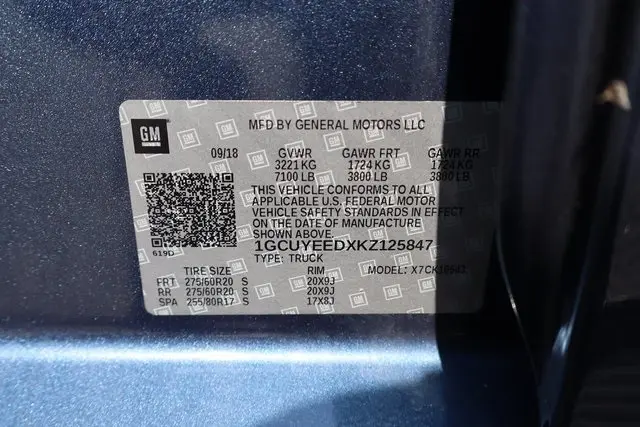 GM
MFD BY GENERAL MOTORS LLC
09/18 GVWR GAWR FRT GAWR RR
3221 KG 1724 KG 1724 KG
7100 LB 3800 LB 3800 LB
THIS VEHICLE CONFORMS TO ALL
APPLICABLE U.S. FEDERAL MOTOR
VEHICLE SAFETY STANDARDS IN EFFECT
ON THE DATE OF MANUFACTURE
SHOWN ABOVE.
619D 1GCUYEEDXKZ125847
TYPE: TRUCK
TIRE SIZE RIM MODEL: X7CK10543
FRT 275/60R20 S 20X9J
RR 275/60R20 S 20X9J
SPA 255/80R17 S 17X8J